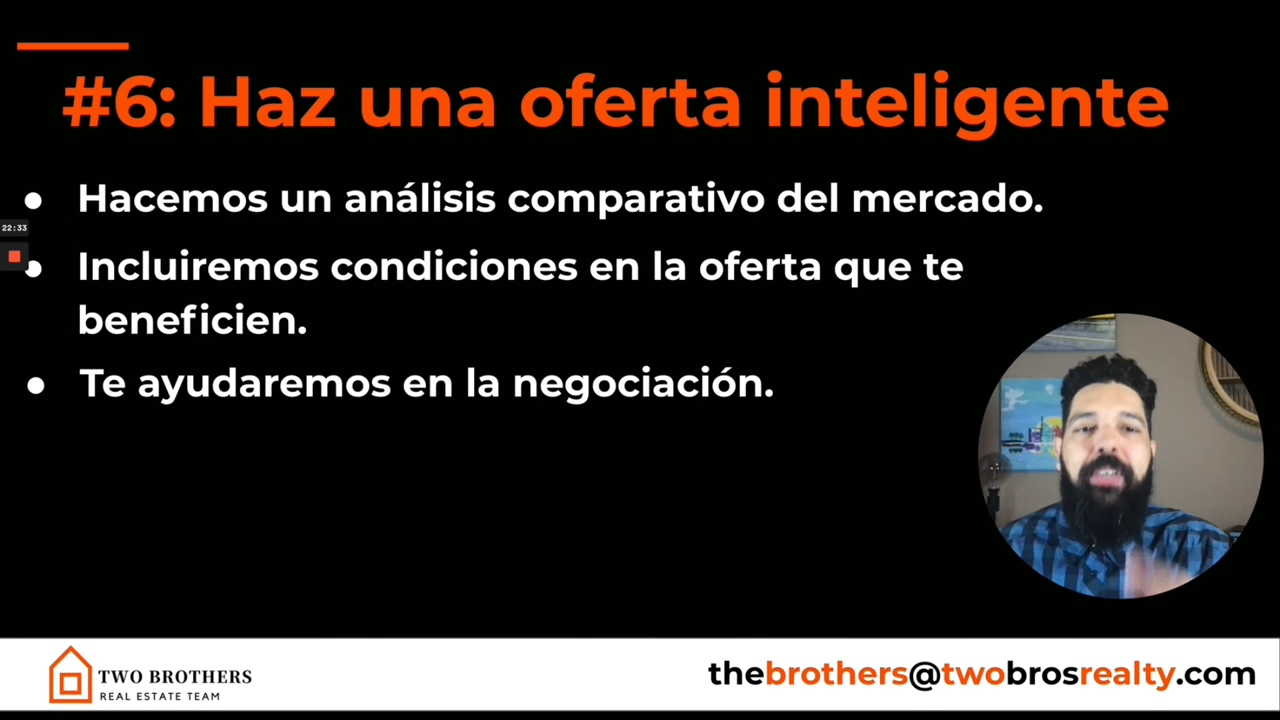 #6: Haz una oferta inteligente
● Hacemos un análisis comparativo del mercado.
22:33
● Incluiremos condiciones en la oferta que te
beneficien.
● Te ayudaremos en la negociación.
TWO BROTHERS
REAL ESTATE TEAM
thebrothers@twobrosrealty.com